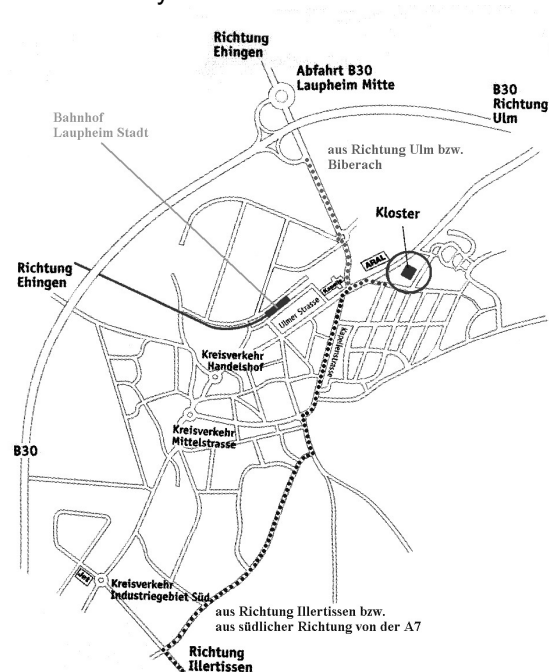 Richtung
Ehingen
Abfahrt B30
Laupheim Mitte
B30
Richtung
Ulm
Bahnhof
Laupheim Stadt
aus Richtung Ulm bzw.
Biberach
Kloster
ARAL
Richtung
Ehingen
Ulmer Strasse
Kapellenstrasse
Kreisverkehr
Handelshof
Kreisverkehr
Mittelstrasse
B30
Jet
Kreisverkehr
Industriegebiet Süd
aus Richtung Illertissen bzw.
aus südlicher Richtung von der A7
Richtung
Illertissen